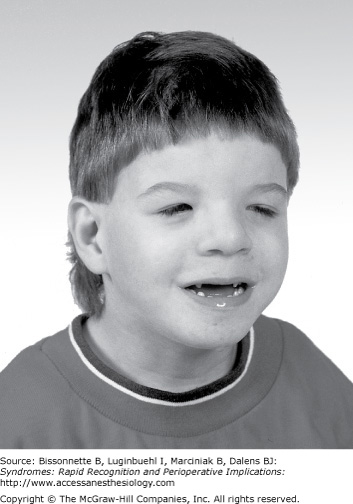 Source: Bissonnette B, Luginbuehl I, Marciniak B, Dalens BJ:
Syndromes: Rapid Recognition and Perioperative Implications:
http://www.accessanesthesiology.com
Copyright © The McGraw-Hill Companies, Inc. All rights reserved.